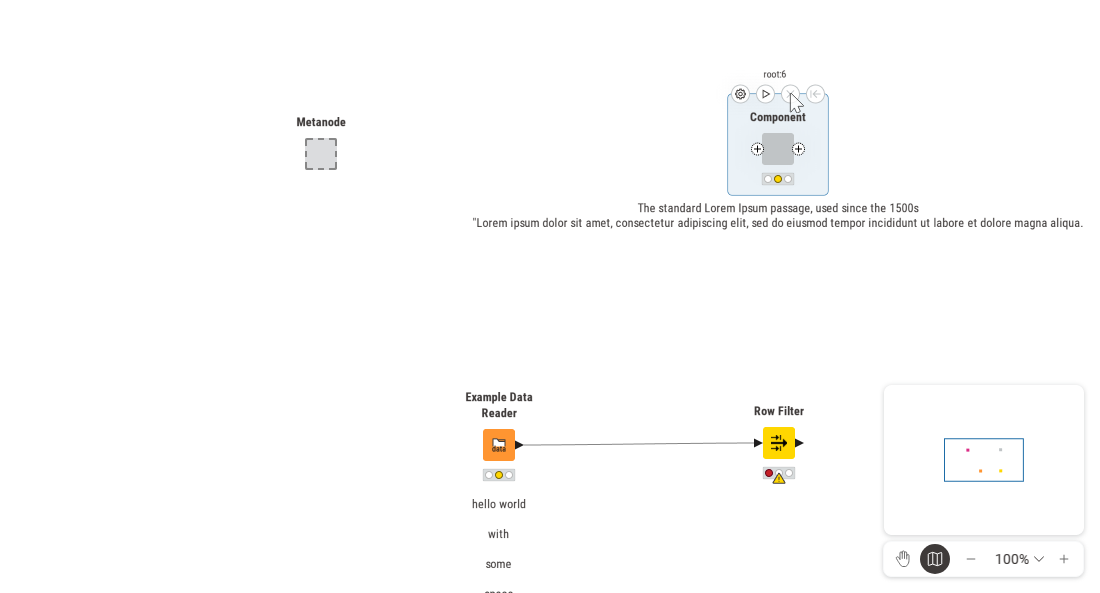 root:6
Metanode
Component
The standard Lorem Ipsum passage, used since the 1500s
"Lorem ipsum dolor sit amet, consectetur adipiscing elit, sed do eiusmod tempor incididunt ut labore et dolore magna aliqua.
Example Data
Reader
Row Filter
data
hello world
with
some
100%